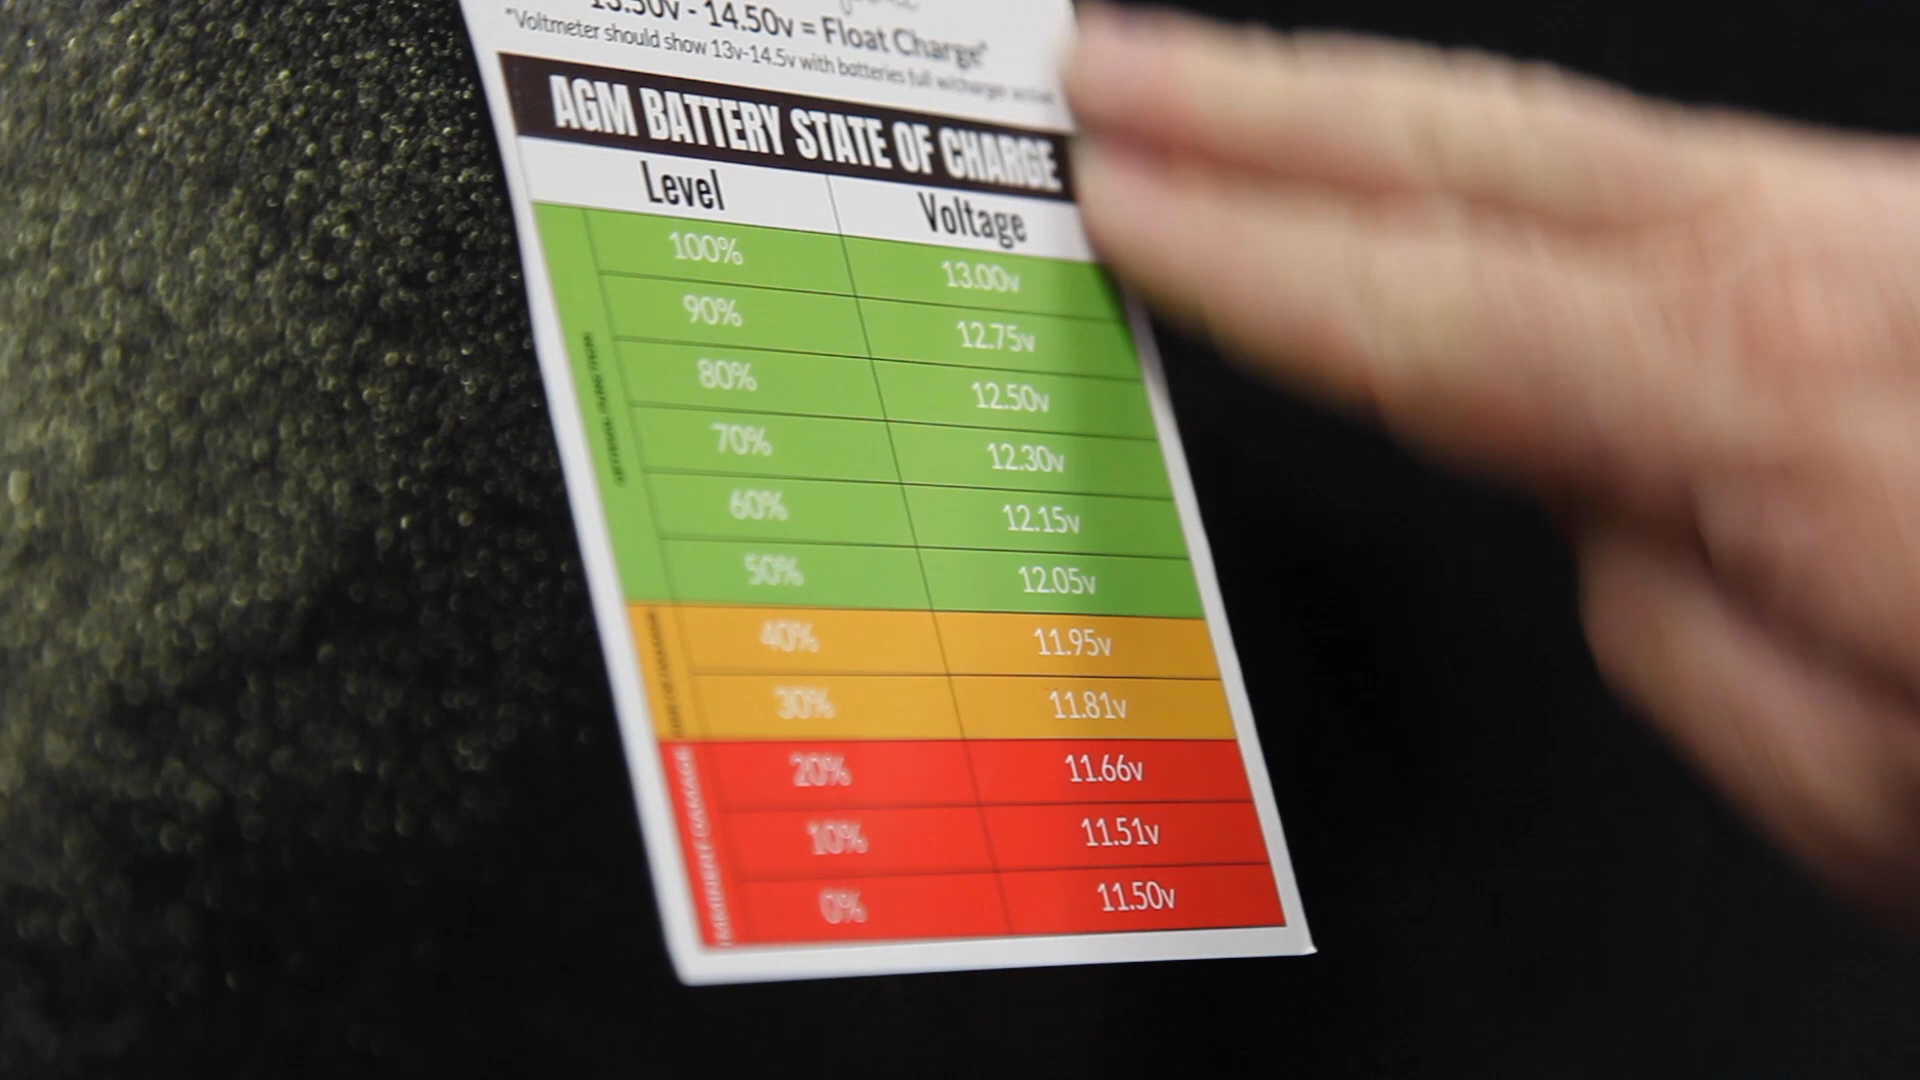 13.50v - 14.50v = Float Charge*
*Voltmeter should show 13v-14.5v with batteries full w/charger active
AGM BATTERY STATE OF CHARGE
Level Voltage
100% 13.00v
90% 12.75v
80% 12.50v
70% 12.30v
60% 12.15v
50% 12.05v
40% 11.95v
30% 11.81v
20% 11.66v
10% 11.51v
0% 11.50v
IMMINENT DAMAGE